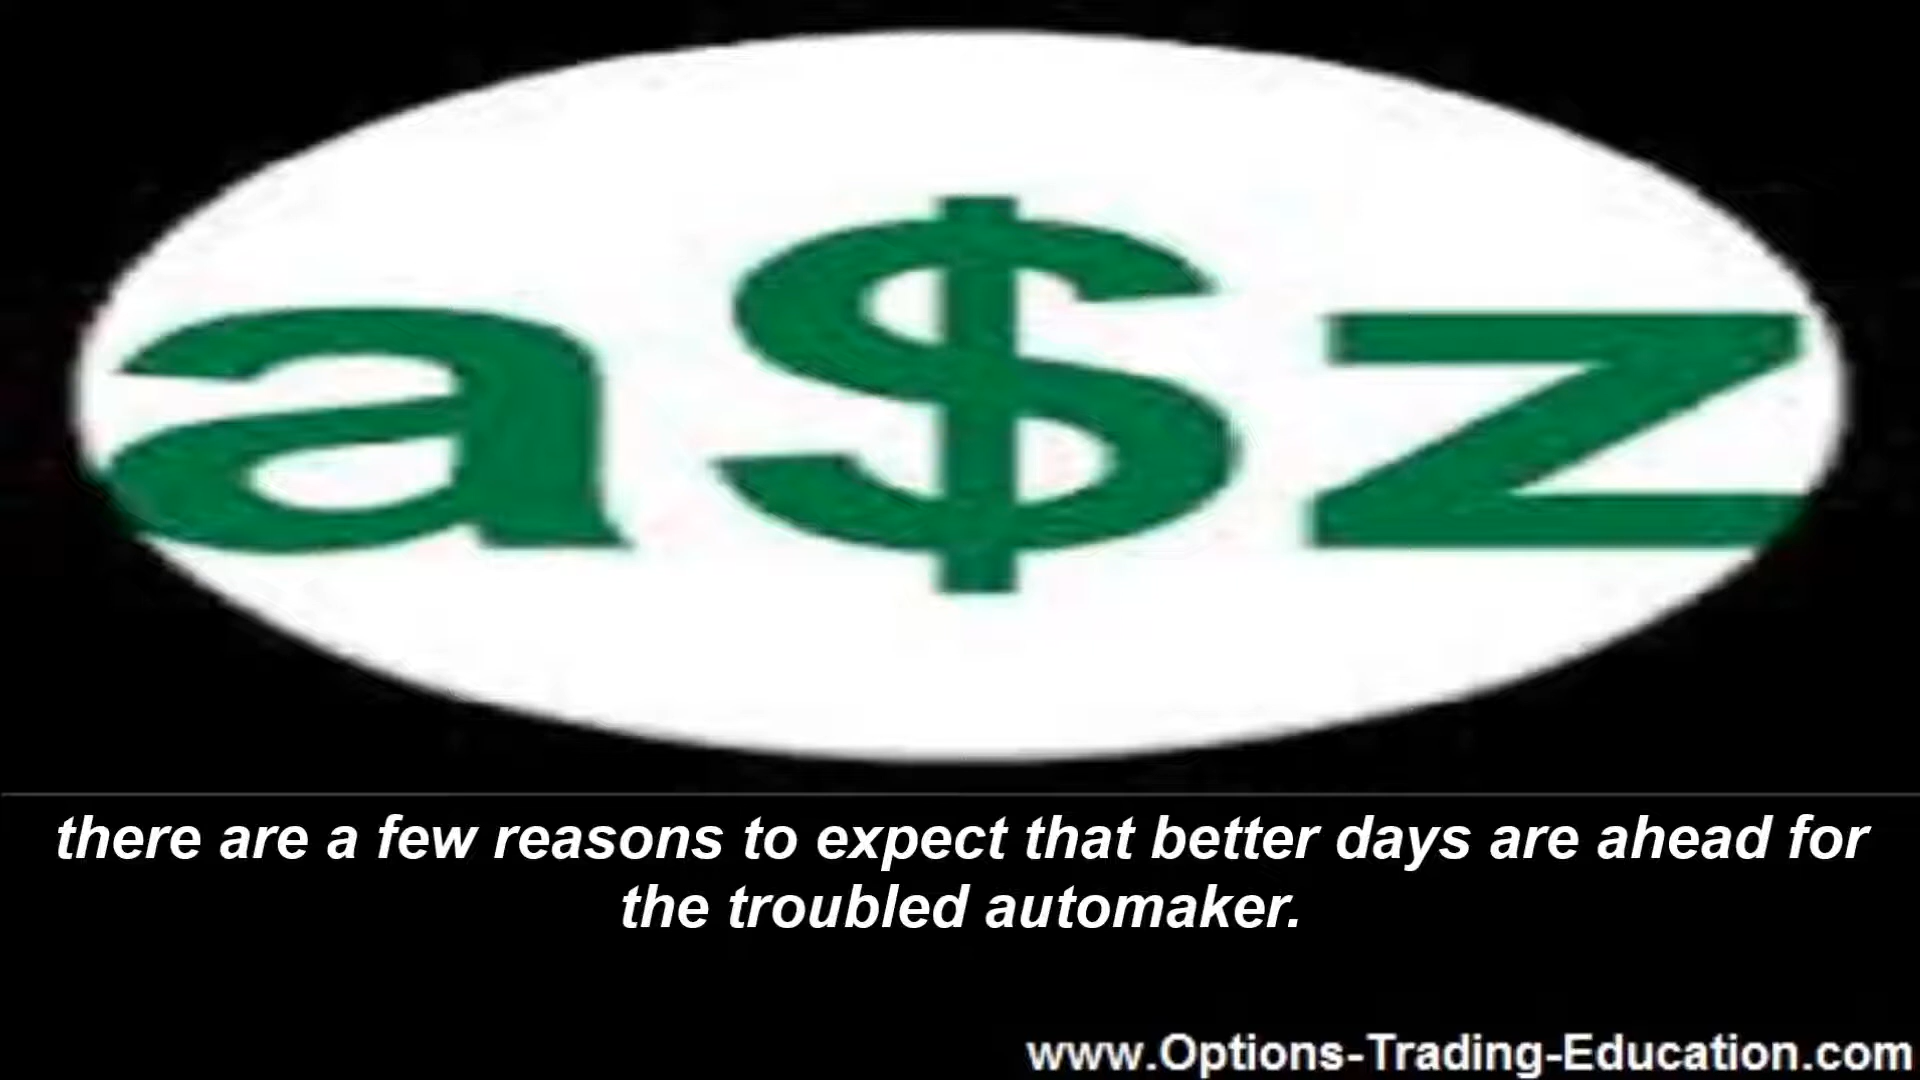 a$z
there are a few reasons to expect that better days are ahead for
the troubled automaker.
www.Options-Trading-Education.com